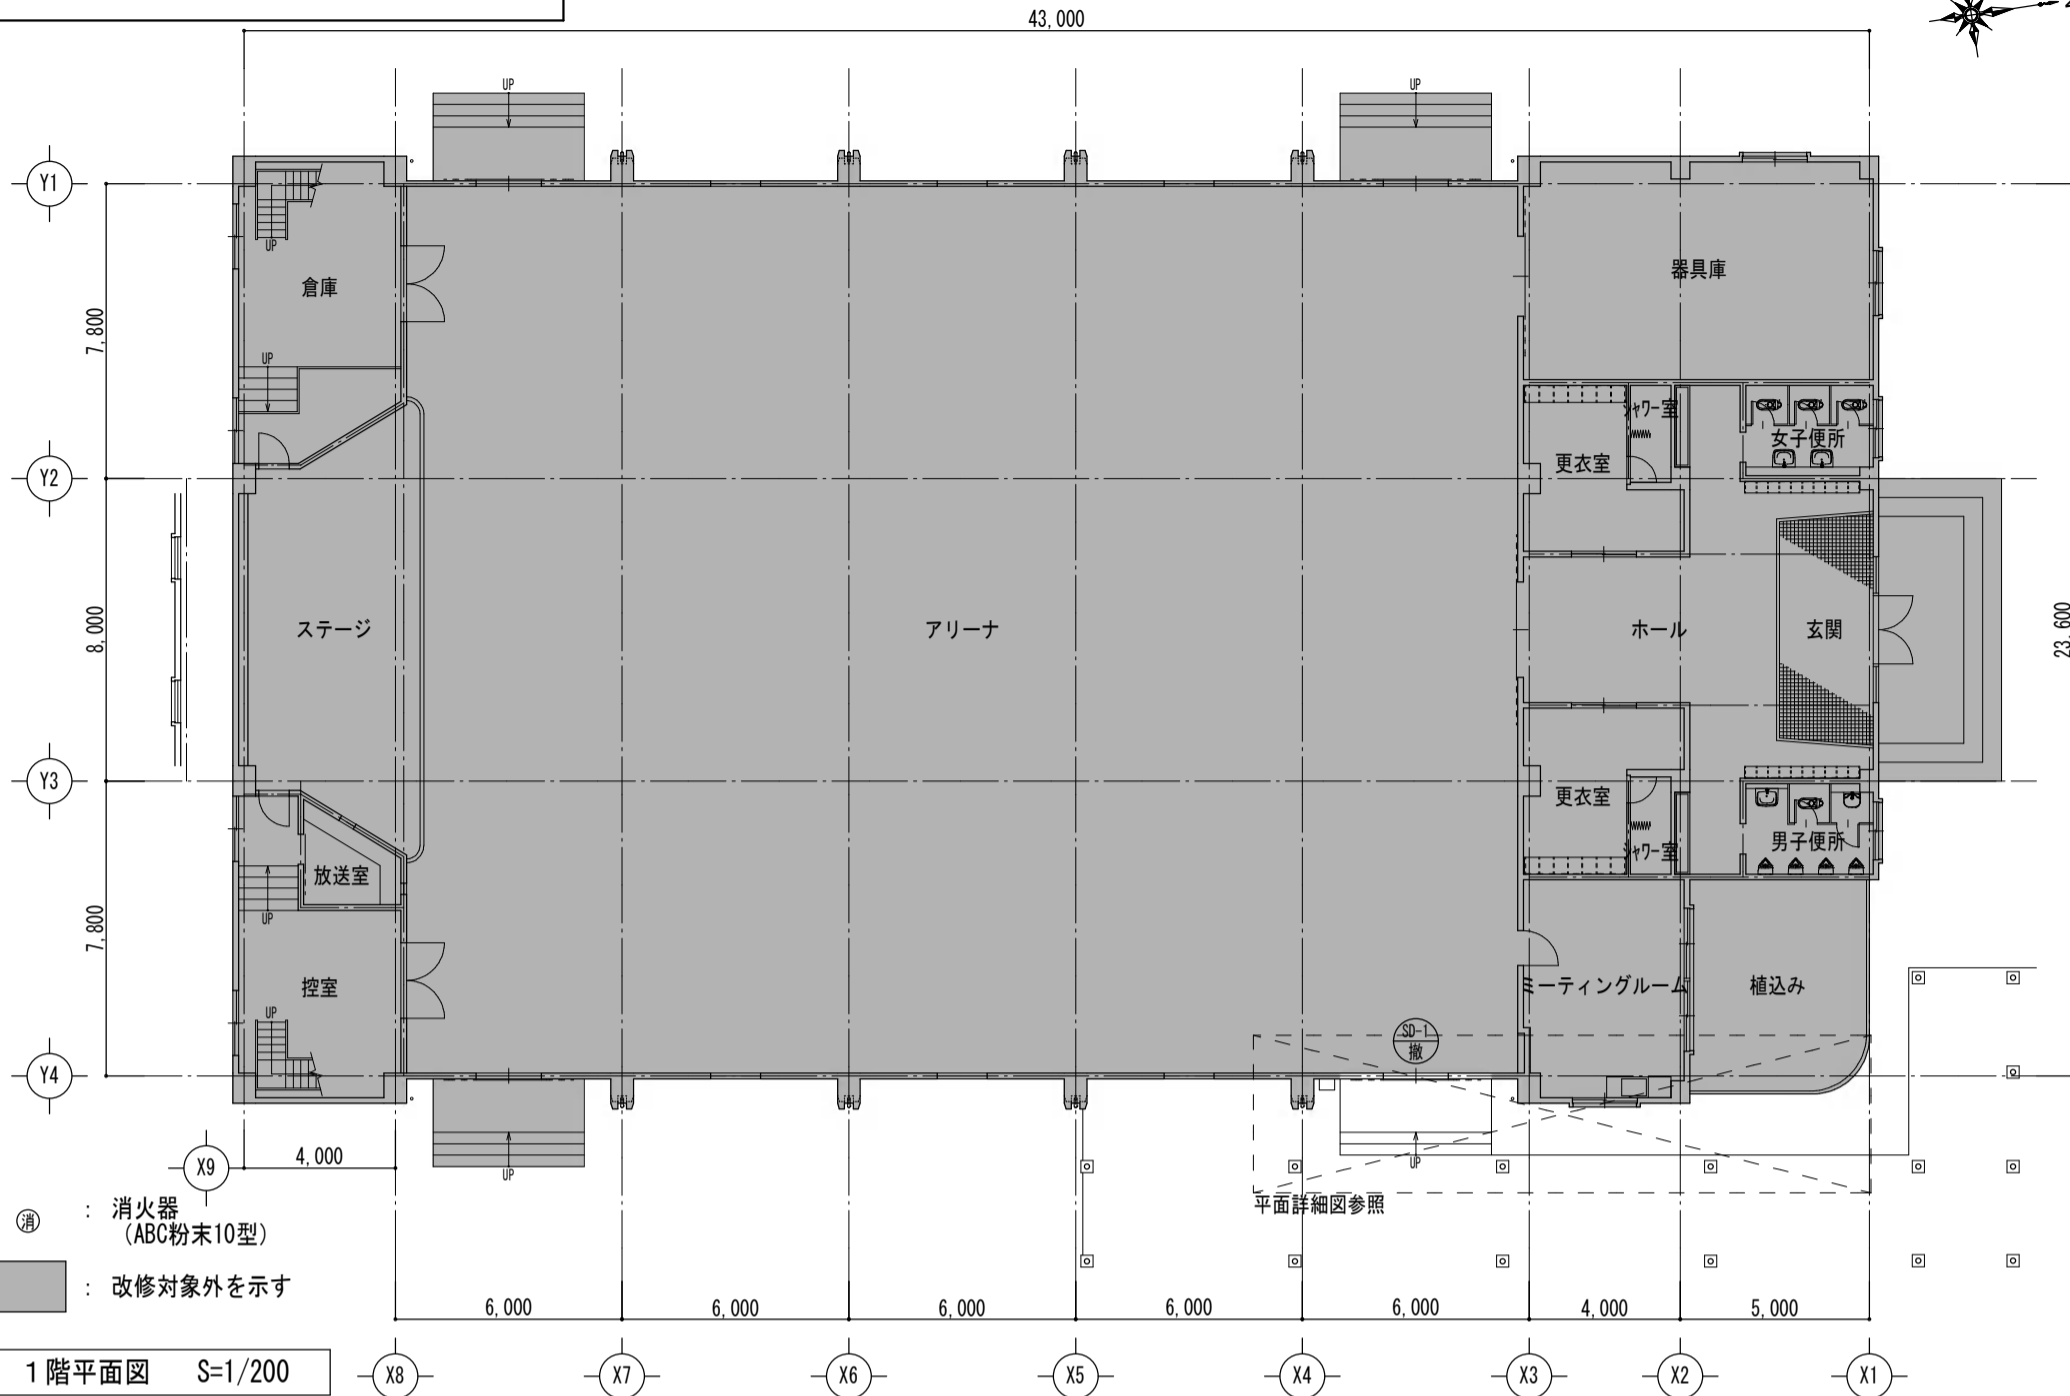 43,000
UP
UP
Y1
UP
倉庫
器具庫
7,800
UP
シャワー室
女子便所
更衣室
Y2
8,000
ステージ
アリーナ
ホール
玄関
23,600
Y3
更衣室
シャワー室
男子便所
放送室
7,800
UP
控室
ミーティングルーム
植込み
UP
SD-1
撤
Y4
X9
4,000
UP
UP
平面詳細図参照
消 : 消火器
(ABC粉末10型)
: 改修対象外を示す
6,000
6,000
6,000
6,000
6,000
4,000
5,000
1階平面図 S=1/200
X8
X7
X6
X5
X4
X3
X2
X1